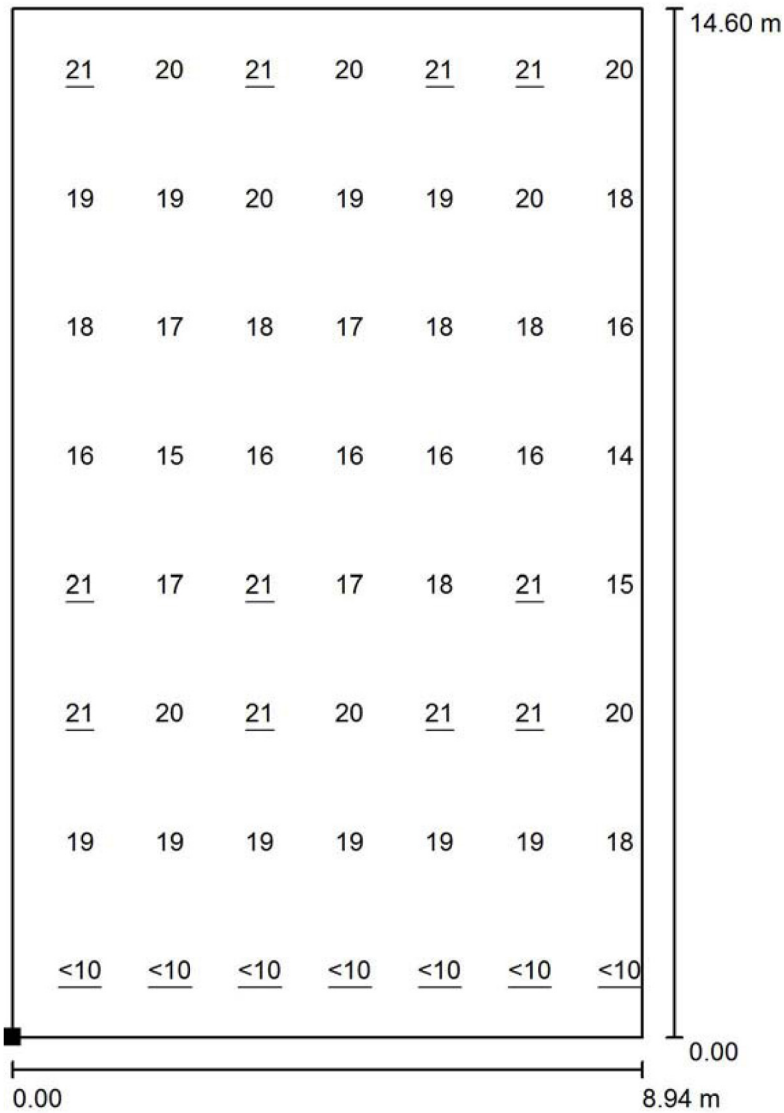 14.60 m
21 20 21 20 21 21 20
19 19 20 19 19 20 18
18 17 18 17 18 18 16
16 15 16 16 16 16 14
21 17 21 17 18 21 15
21 20 21 20 21 21 20
19 19 19 19 19 19 18
<10 <10 <10 <10 <10 <10 <10
0.00
0.00 8.94 m